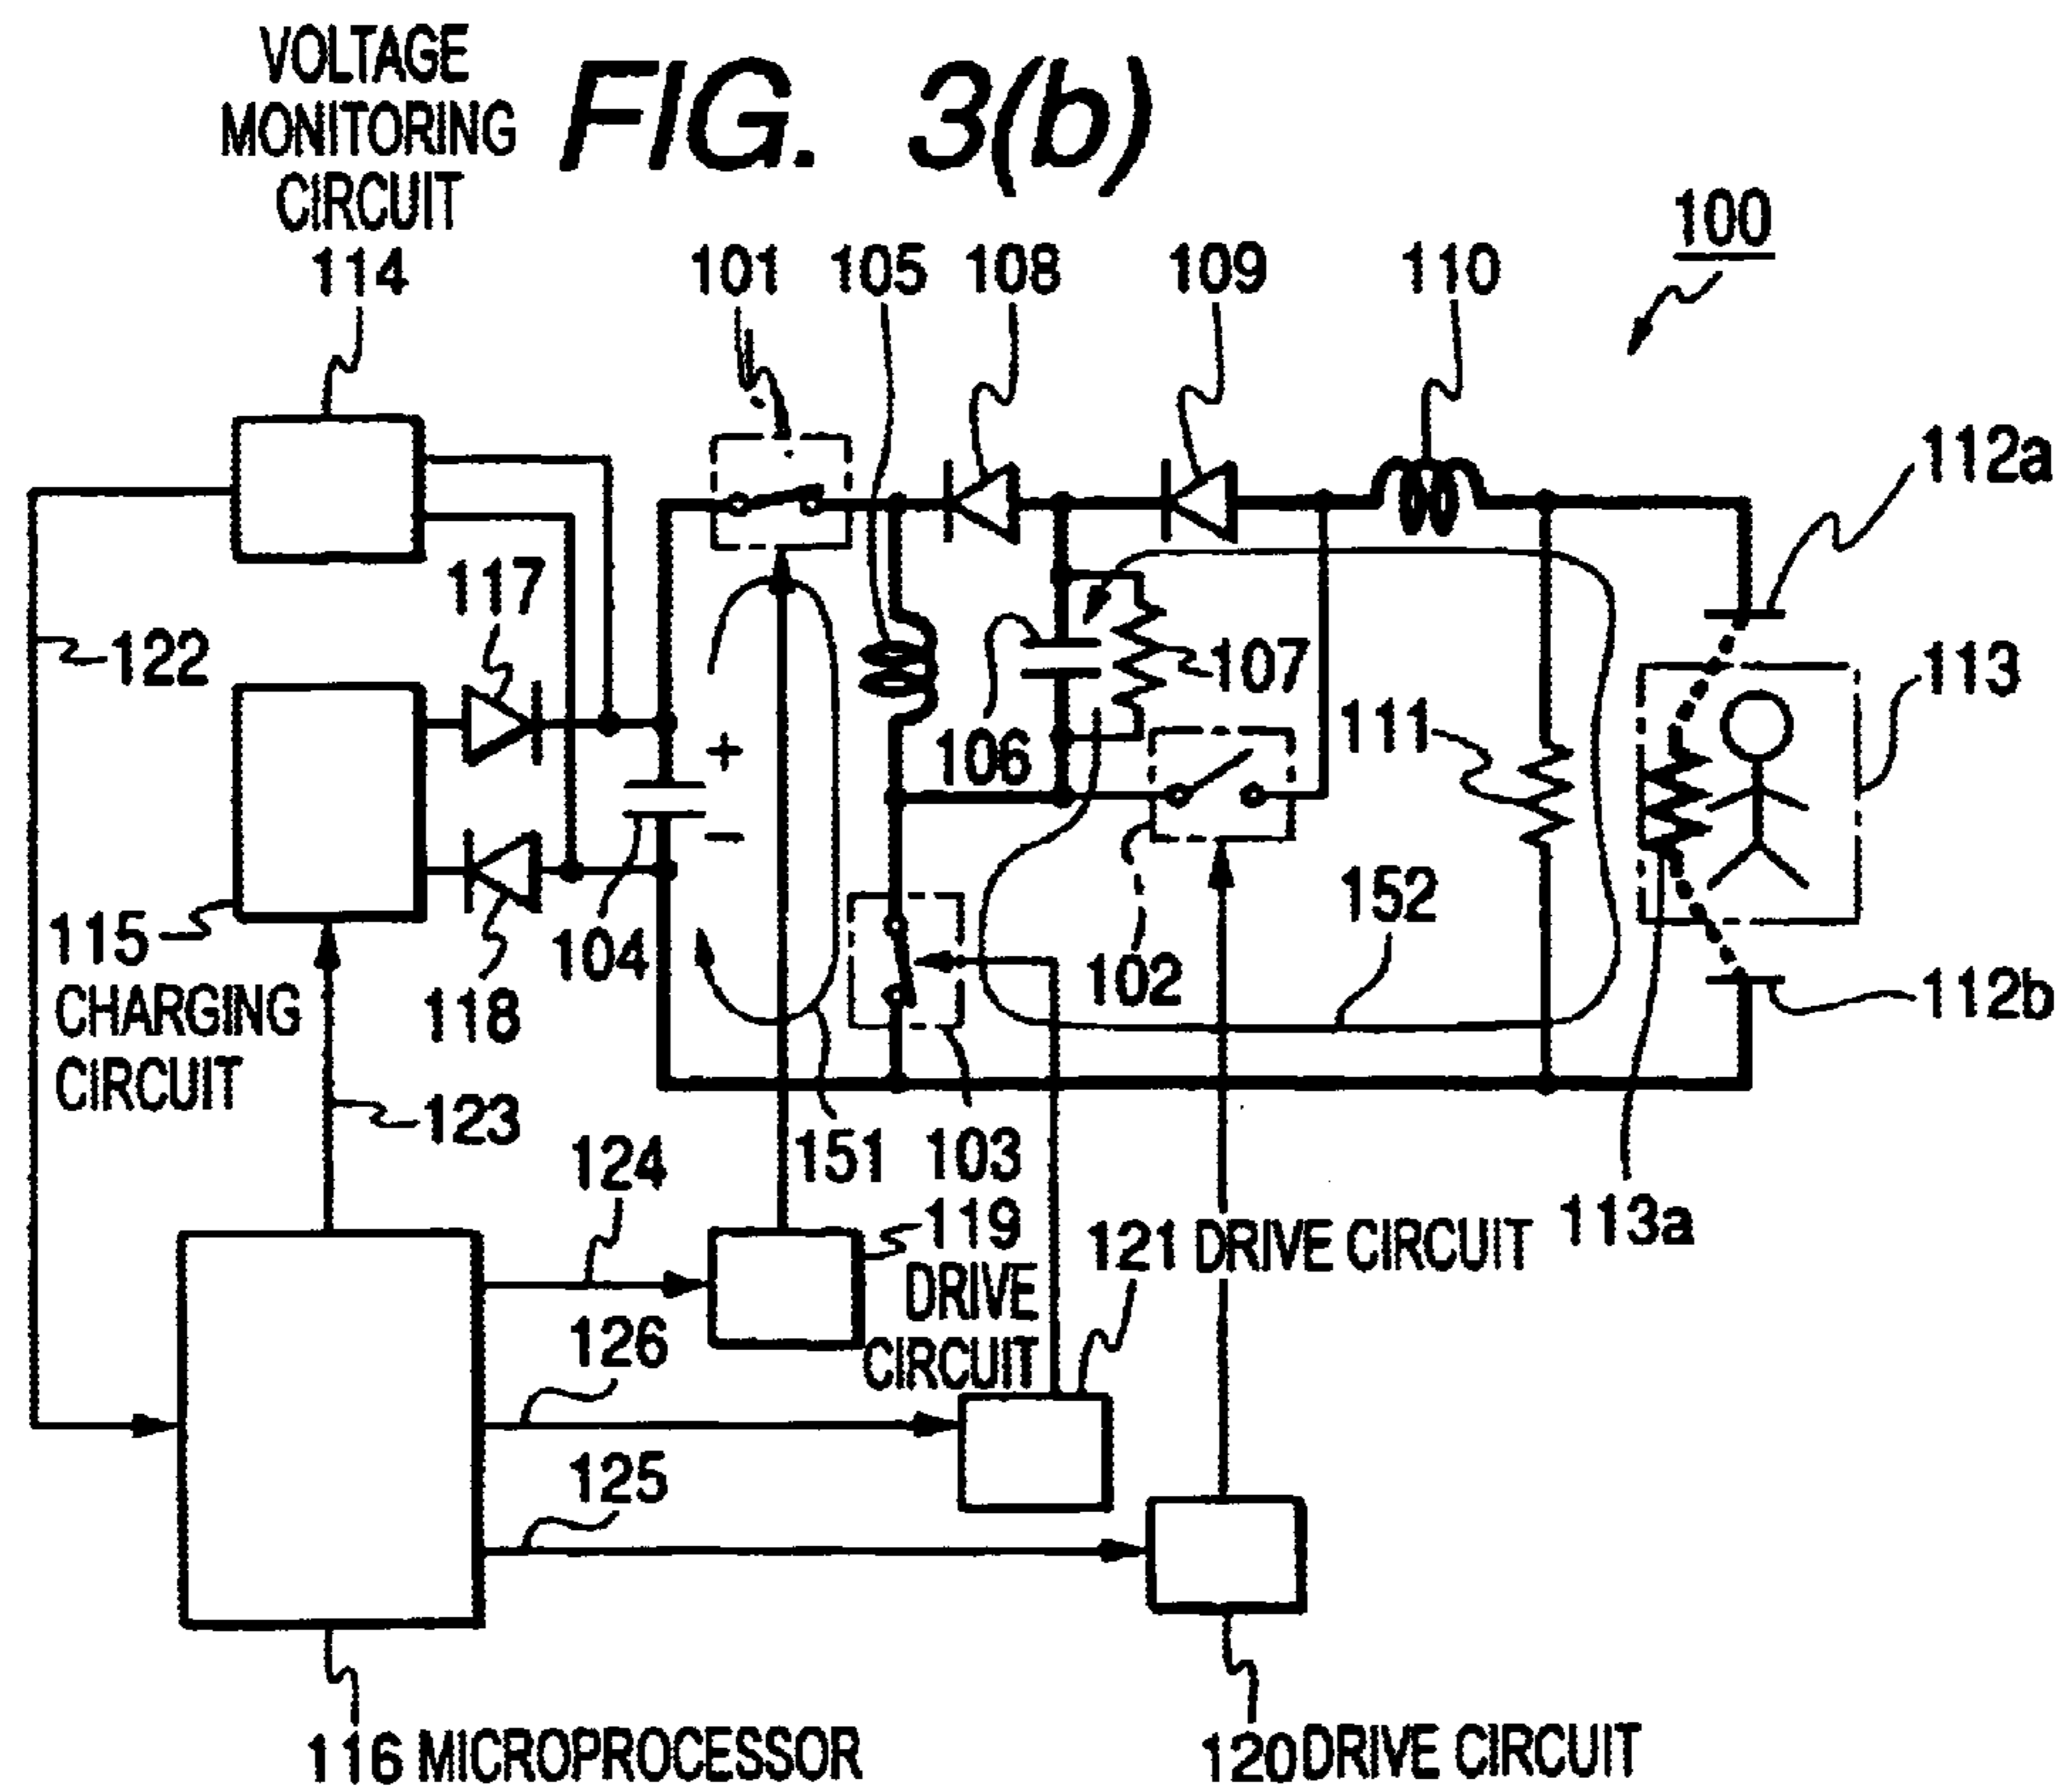 VOLTAGE
MONITORING
CIRCUIT
114
FIG. 3(b)
100
101
105
108
109
110
112a
117
122
113
107
106
111
+
−
152
115
CHARGING
CIRCUIT
118
104
102
112b
123
151
103
113a
124
119
DRIVE
CIRCUIT
121 DRIVE CIRCUIT
126
125
116 MICROPROCESSOR
120 DRIVE CIRCUIT